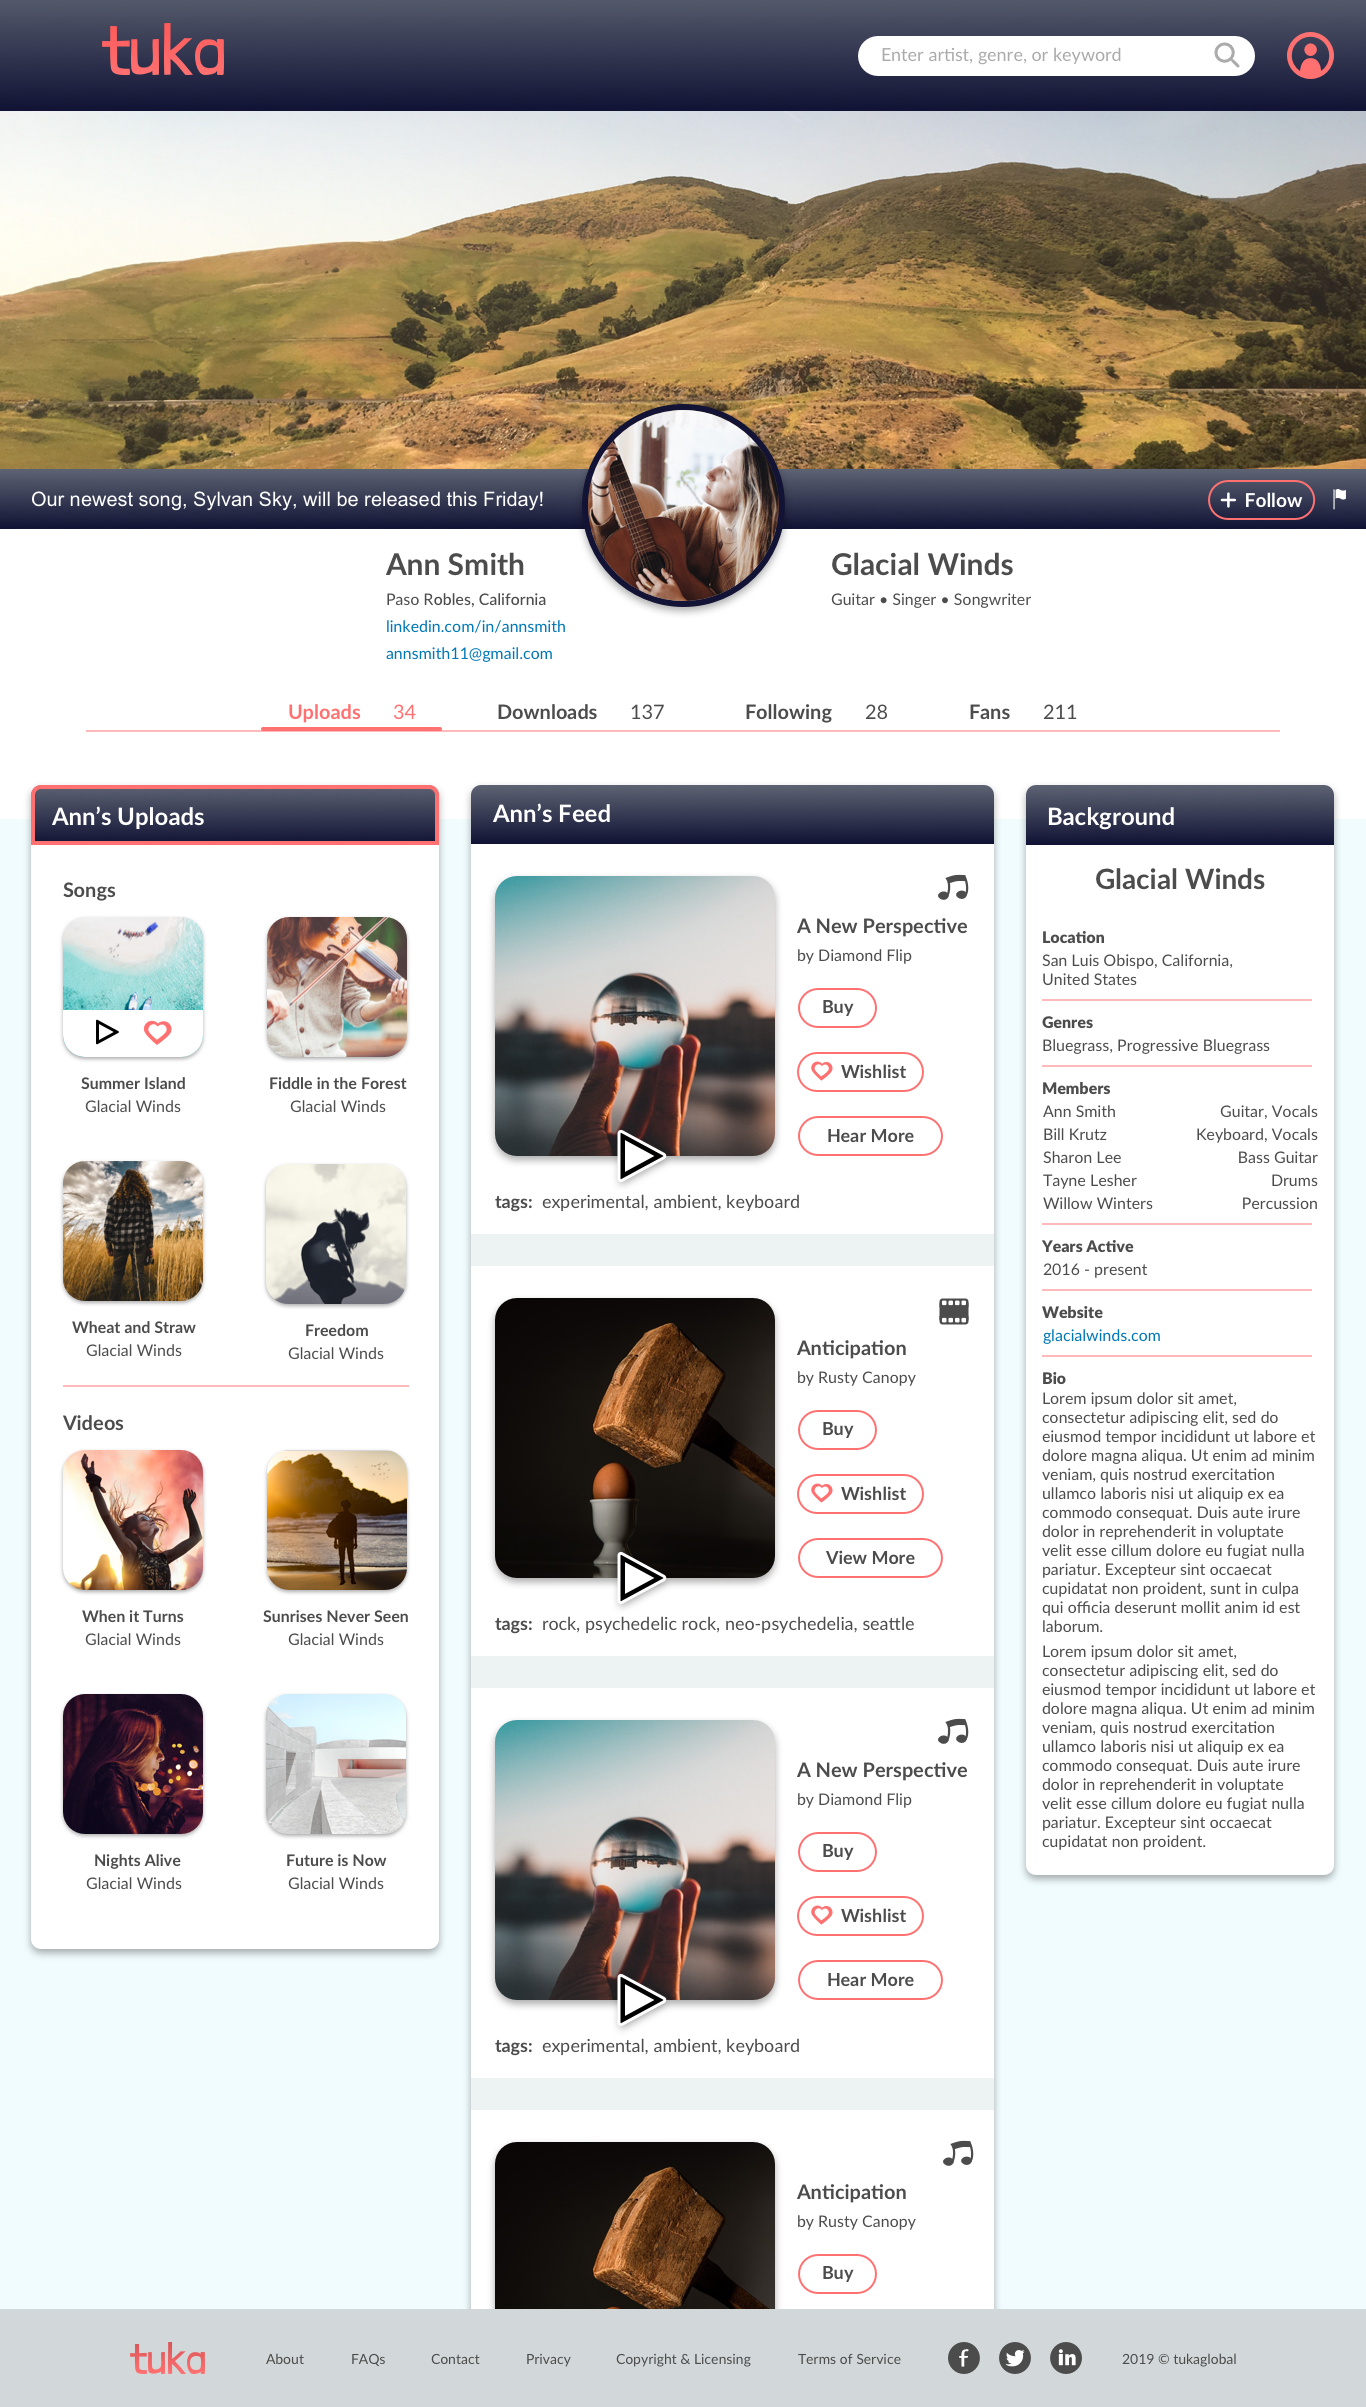 tuka
Enter artist, genre, or keyword
Our newest song, Sylvan Sky, will be released this Friday!
+ Follow
Ann Smith
Paso Robles, California
linkedin.com/in/annsmith
annsmith11@gmail.com
Glacial Winds
Guitar • Singer • Songwriter
Uploads 34
Downloads 137
Following 28
Fans 211
Ann's Uploads
Songs
Summer Island
Glacial Winds
Fiddle in the Forest
Glacial Winds
Wheat and Straw
Glacial Winds
Freedom
Glacial Winds
Videos
When it Turns
Glacial Winds
Sunrises Never Seen
Glacial Winds
Nights Alive
Glacial Winds
Future is Now
Glacial Winds
Ann's Feed
A New Perspective
by Diamond Flip
Buy
Wishlist
Hear More
tags: experimental, ambient, keyboard
Anticipation
by Rusty Canopy
Buy
Wishlist
View More
tags: rock, psychedelic rock, neo-psychedelia, seattle
A New Perspective
by Diamond Flip
Buy
Wishlist
Hear More
tags: experimental, ambient, keyboard
Anticipation
by Rusty Canopy
Buy
Background
Glacial Winds
Location
San Luis Obispo, California,
United States
Genres
Bluegrass, Progressive Bluegrass
Members
Ann Smith Guitar, Vocals
Bill Krutz Keyboard, Vocals
Sharon Lee Bass Guitar
Tayne Lesher Drums
Willow Winters Percussion
Years Active
2016 - present
Website
glacialwinds.com
Bio
Lorem ipsum dolor sit amet,
consectetur adipiscing elit, sed do
eiusmod tempor incididunt ut labore et
dolore magna aliqua. Ut enim ad minim
veniam, quis nostrud exercitation
ullamco laboris nisi ut aliquip ex ea
commodo consequat. Duis aute irure
dolor in reprehenderit in voluptate
velit esse cillum dolore eu fugiat nulla
pariatur. Excepteur sint occaecat
cupidatat non proident, sunt in culpa
qui officia deserunt mollit anim id est
laborum.
Lorem ipsum dolor sit amet,
consectetur adipiscing elit, sed do
eiusmod tempor incididunt ut labore et
dolore magna aliqua. Ut enim ad minim
veniam, quis nostrud exercitation
ullamco laboris nisi ut aliquip ex ea
commodo consequat. Duis aute irure
dolor in reprehenderit in voluptate
velit esse cillum dolore eu fugiat nulla
pariatur. Excepteur sint occaecat
cupidatat non proident.
tuka
About
FAQs
Contact
Privacy
Copyright & Licensing
Terms of Service
f
in
2019 © tukaglobal